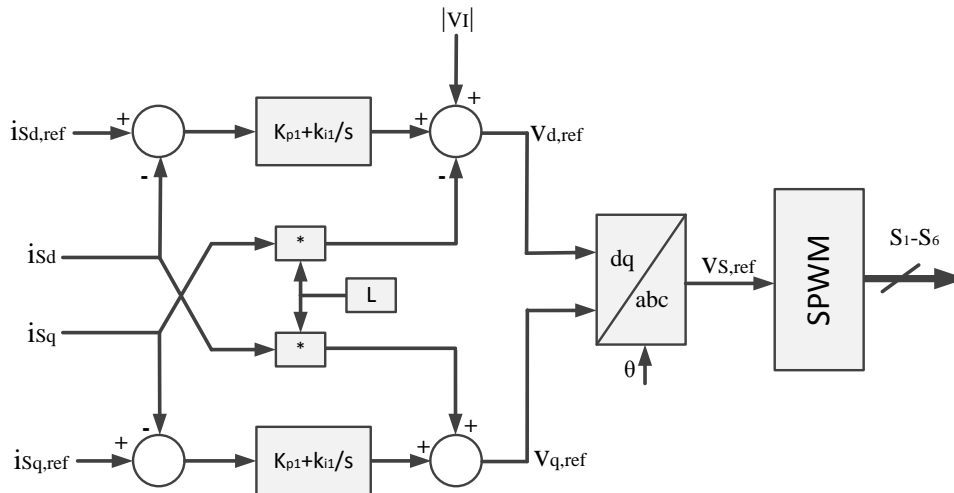 |VI|
+
+
+
iSd,ref
Kp1+ki1/s
vd,ref
-
-
iSd
*
dq
abc
vS,ref
SPWM
S1-S6
L
iSq
*
θ
-
+
+
+
iSq,ref
Kp1+ki1/s
vq,ref